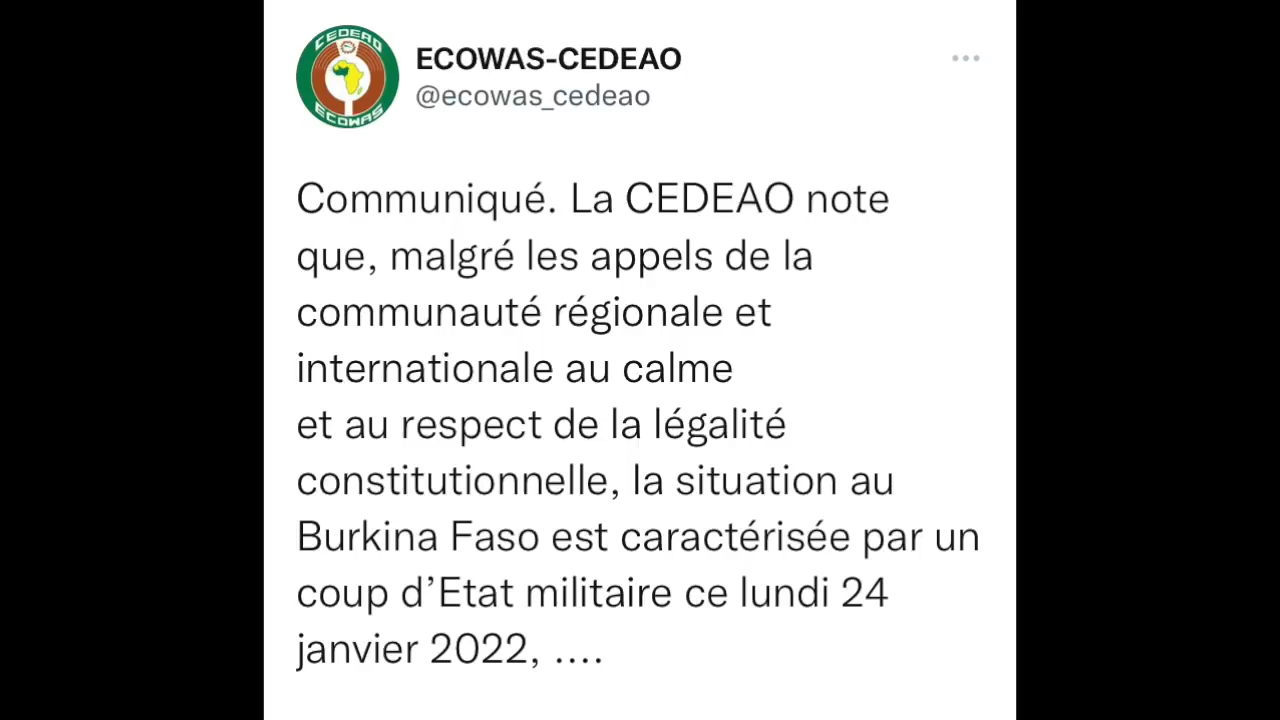 CEDEAO
ECOWAS
ECOWAS-CEDEAO
@ecowas_cedeao
Communiqué. La CEDEAO note
que, malgré les appels de la
communauté régionale et
internationale au calme
et au respect de la légalité
constitutionnelle, la situation au
Burkina Faso est caractérisée par un
coup d’Etat militaire ce lundi 24
janvier 2022, ....